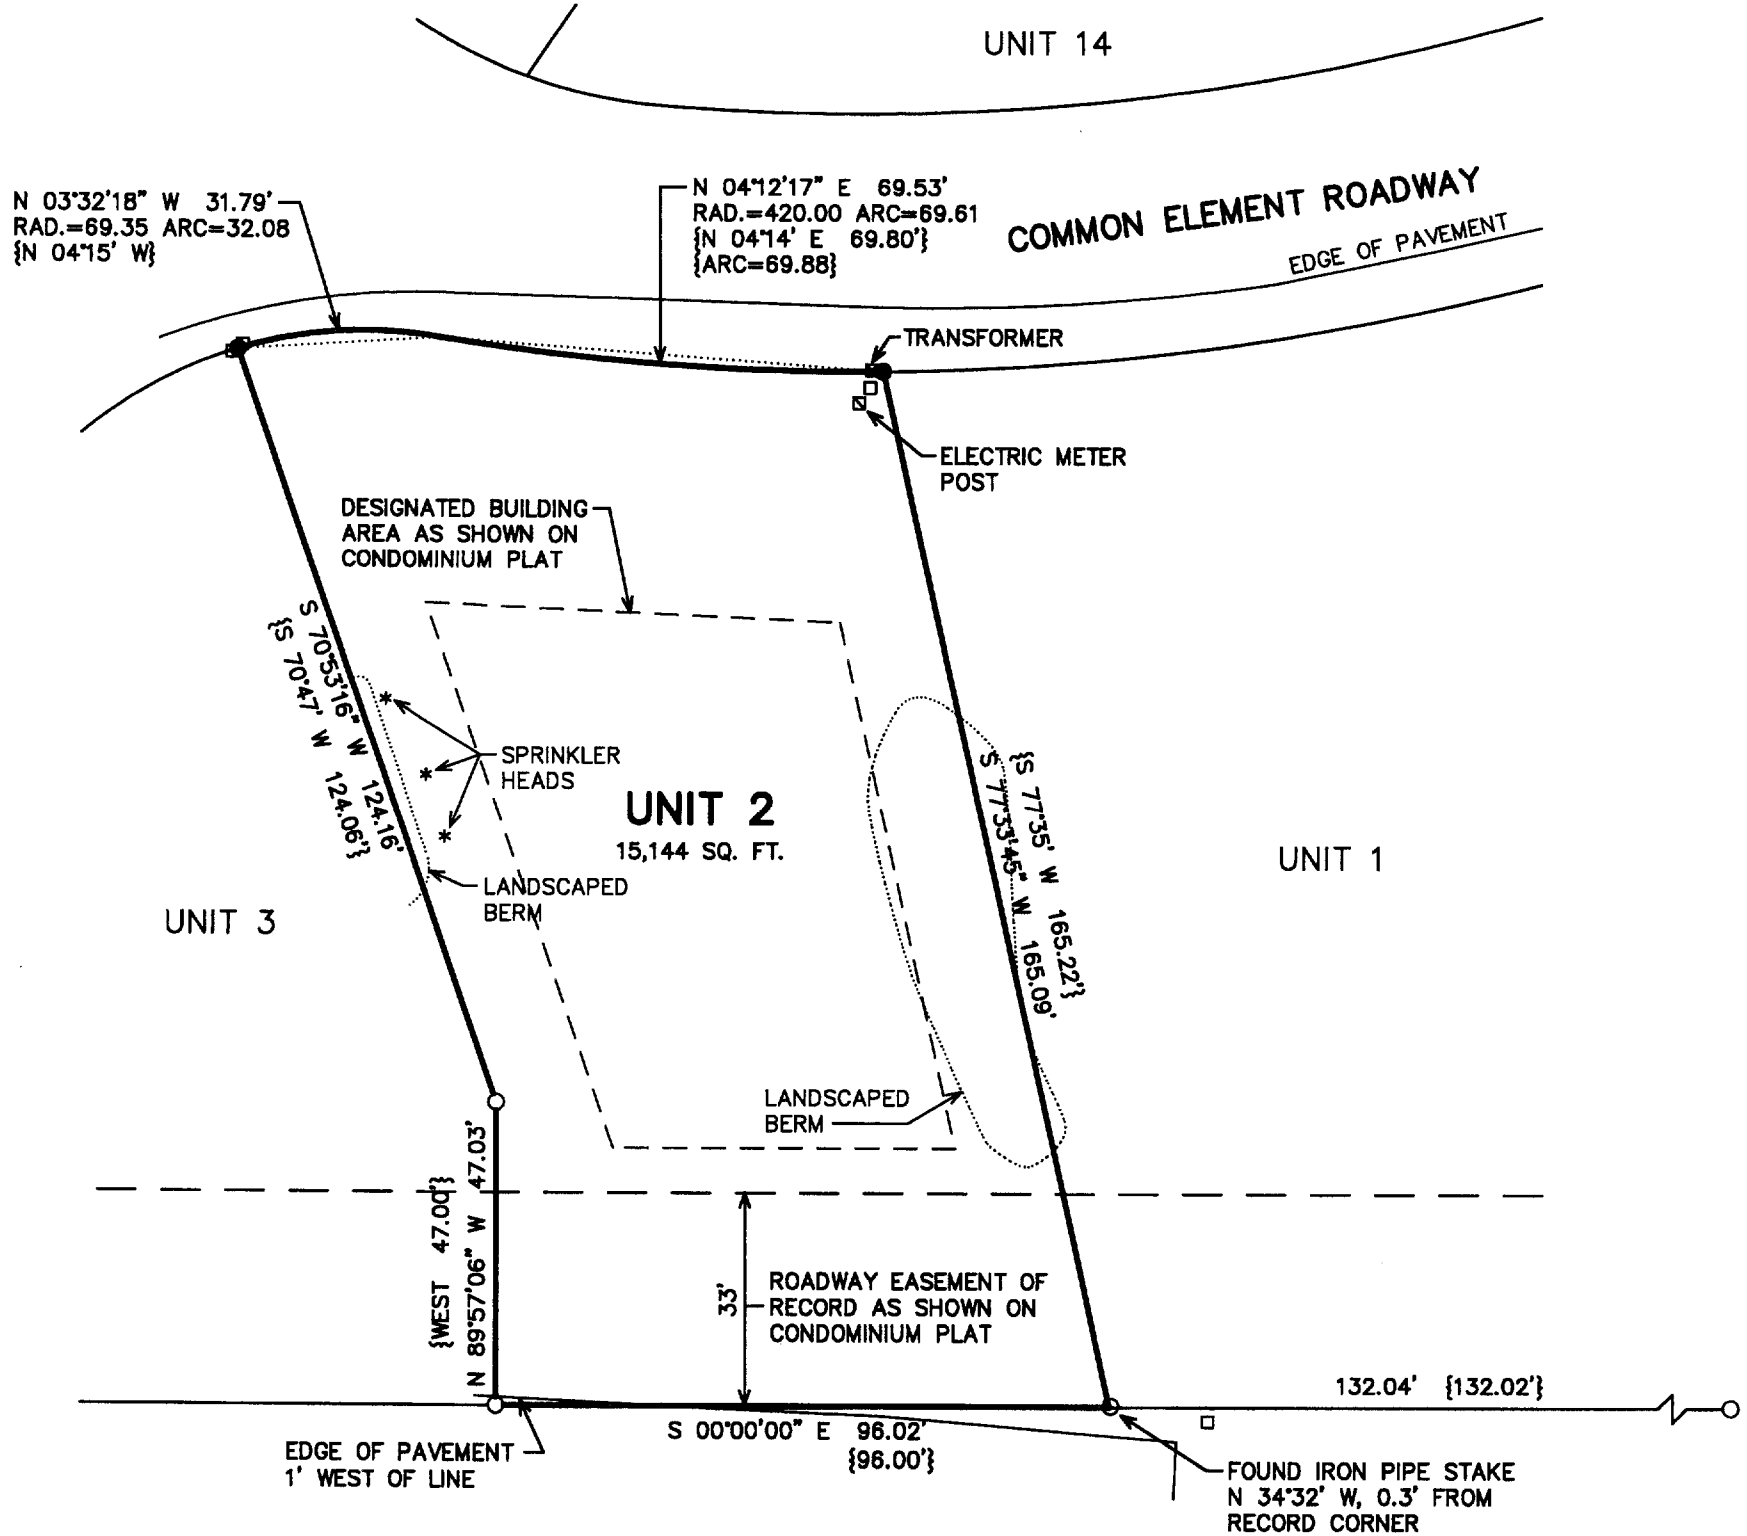 UNIT 14
N 03°32'18" W 31.79'
RAD.=69.35 ARC=32.08
{N 04°15' W}
N 04°12'17" E 69.53'
RAD.=420.00 ARC=69.61
{N 04°14' E 69.80'}
{ARC=69.88}
COMMON ELEMENT ROADWAY
EDGE OF PAVEMENT
TRANSFORMER
ELECTRIC METER
POST
DESIGNATED BUILDING
AREA AS SHOWN ON
CONDOMINIUM PLAT
S 70°53'16" W 124.16'
{S 70°47' W 124.06'}
SPRINKLER
HEADS
UNIT 2
15,144 SQ. FT.
{S 77°35' W 165.22'}
S 77°33'45" W 165.09'
UNIT 1
LANDSCAPED
BERM
UNIT 3
LANDSCAPED
BERM
{WEST 47.00'}
N 89°57'06" W 47.03'
33'
ROADWAY EASEMENT OF
RECORD AS SHOWN ON
CONDOMINIUM PLAT
132.04' {132.02'}
S 00°00'00" E 96.02'
{96.00'}
EDGE OF PAVEMENT
1' WEST OF LINE
FOUND IRON PIPE STAKE
N 34°32' W, 0.3' FROM
RECORD CORNER